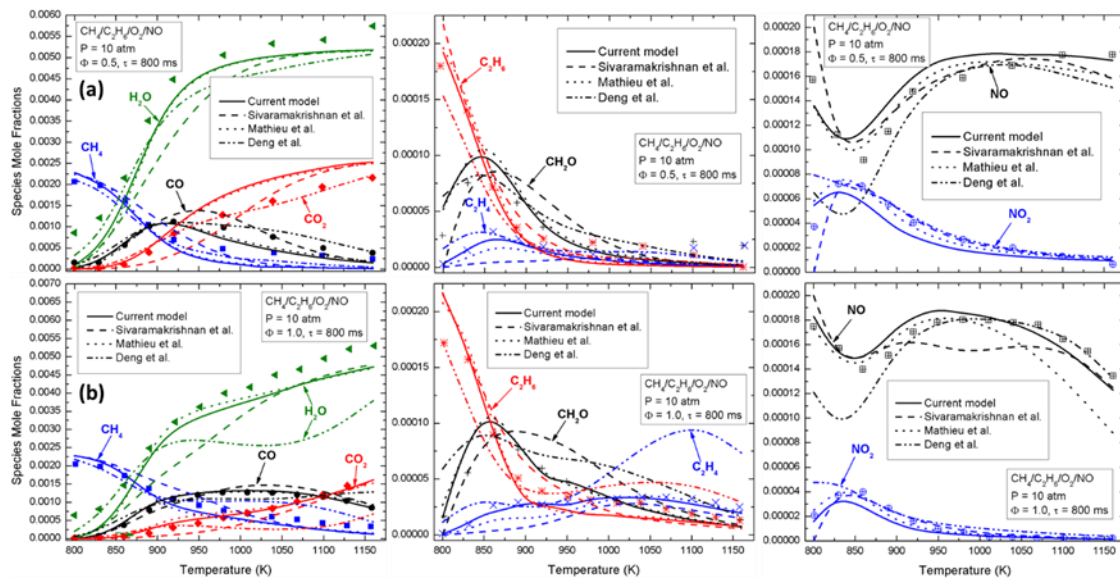 0.0060
0.0055
0.0050
0.0045
0.0040
0.0035
0.0030
0.0025
0.0020
0.0015
0.0010
0.0005
0.0000
Species Mole Fractions
CH₄/C₂H₆/O₂/NO
P = 10 atm
Φ = 0.5, τ = 800 ms
(a)
H₂O
Current model
Sivaramakrishnan et al.
Mathieu et al.
Deng et al.
CH₄
CO
CO₂
0.00020
0.00015
0.00010
0.00005
0.00000
C₂H₆
Current model
Sivaramakrishnan et al.
Mathieu et al.
Deng et al.
CH₄/C₂H₆/O₂/NO
P = 10 atm
Φ = 0.5, τ = 800 ms
CH₂O
0.00020
0.00018
0.00016
0.00014
0.00012
0.00010
0.00008
0.00006
0.00004
0.00002
0.00000
CH₄/C₂H₆/O₂/NO
P = 10 atm
Φ = 0.5, τ = 800 ms
NO
Current model
Sivaramakrishnan et al.
Mathieu et al.
Deng et al.
NO₂
0.0070
0.0065
0.0060
0.0055
0.0050
0.0045
0.0040
0.0035
0.0030
0.0025
0.0020
0.0015
0.0010
0.0005
0.0000
Species Mole Fractions
CH₄/C₂H₆/O₂/NO
P = 10 atm
Φ = 1.0, τ = 800 ms
Current model
Sivaramakrishnan et al.
Mathieu et al.
Deng et al.
(b)
H₂O
CH₄
CO
CO₂
800 850 900 950 1000 1050 1100 1150
Temperature (K)
0.00020
0.00015
0.00010
0.00005
0.00000
Current model
Sivaramakrishnan et al.
Mathieu et al.
Deng et al.
C₂H₆
CH₄/C₂H₆/O₂/NO
P = 10 atm
Φ = 1.0, τ = 800 ms
CH₂O
C₂H₄
800 850 900 950 1000 1050 1100 1150
Temperature (K)
0.00020
0.00018
0.00016
0.00014
0.00012
0.00010
0.00008
0.00006
0.00004
0.00002
0.00000
NO
Current model
Sivaramakrishnan et al.
Mathieu et al.
Deng et al.
NO₂
CH₄/C₂H₆/O₂/NO
P = 10 atm
Φ = 1.0, τ = 800 ms
800 850 900 950 1000 1050 1100 1150
Temperature (K)